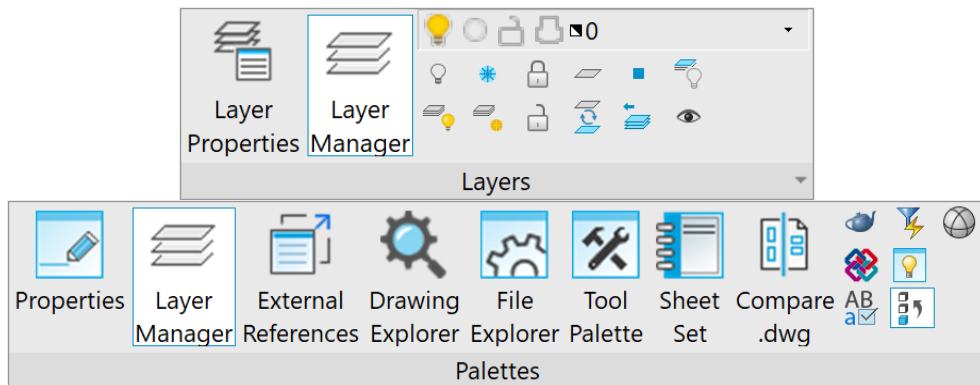 0
Layer Properties
Layer Manager
Layers
Properties
Layer Manager
External References
Drawing Explorer
File Explorer
Tool Palette
Sheet Set
Compare .dwg
AB
a
Palettes